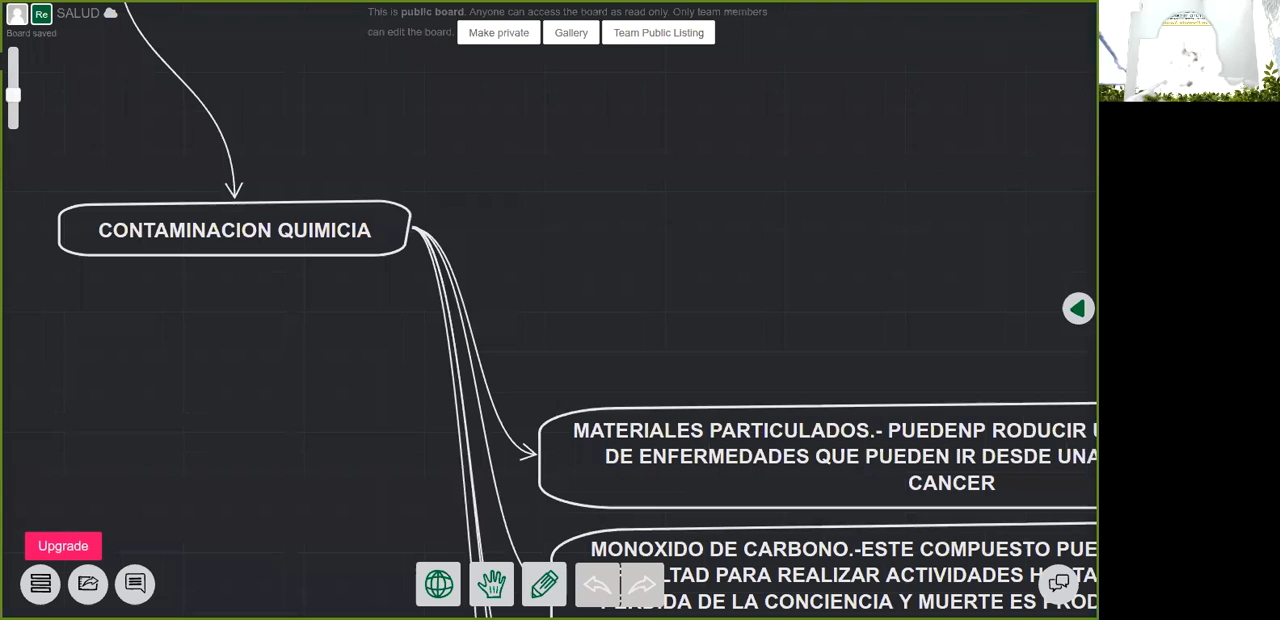 Re SALUD
Board saved
This is public board. Anyone can access the board as read only. Only team members
can edit the board. Make private Gallery Team Public Listing
CONTAMINACION QUIMICIA
MATERIALES PARTICULADOS.- PUEDENP RODUCIR
DE ENFERMEDADES QUE PUEDEN IR DESDE UNA
CANCER
MONOXIDO DE CARBONO.-ESTE COMPUESTO PUE
LTAD PARA REALIZAR ACTIVIDADES
DE LA CONCIENCIA Y MUERTE ES PROD
Upgrade